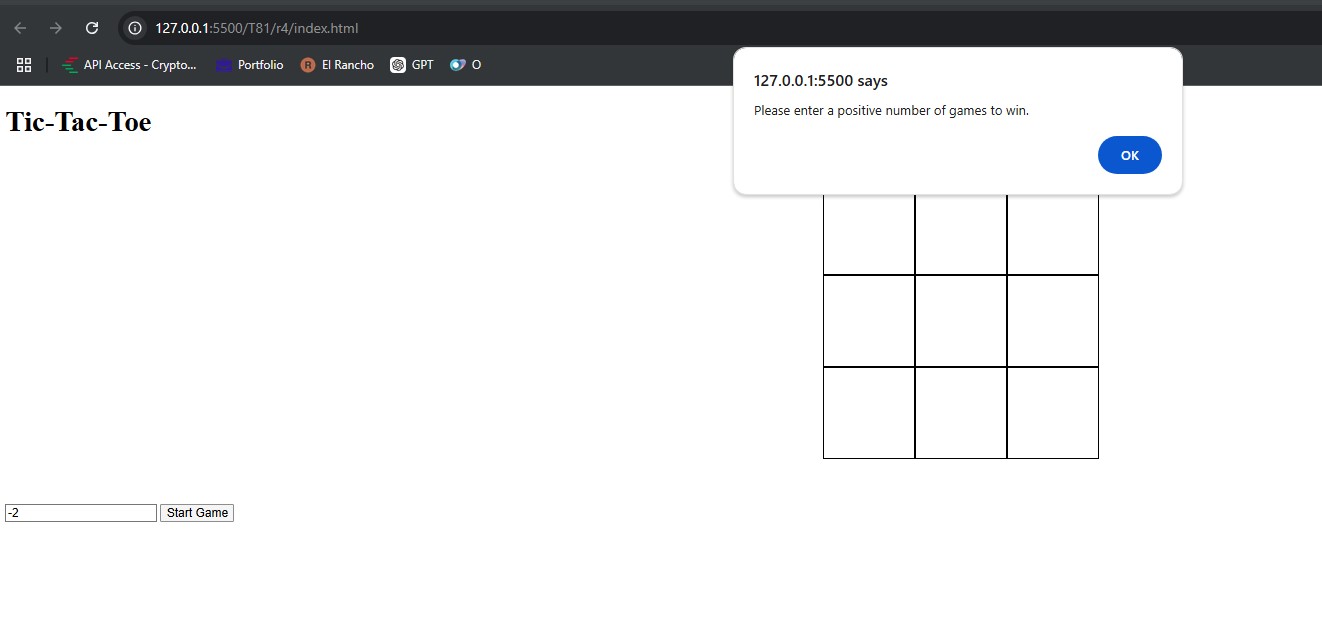 127.0.0.1:5500/T81/r4/index.html
API Access - Crypto... Portfolio R El Rancho GPT O
127.0.0.1:5500 says
Please enter a positive number of games to win.
OK
Tic-Tac-Toe
-2 Start Game